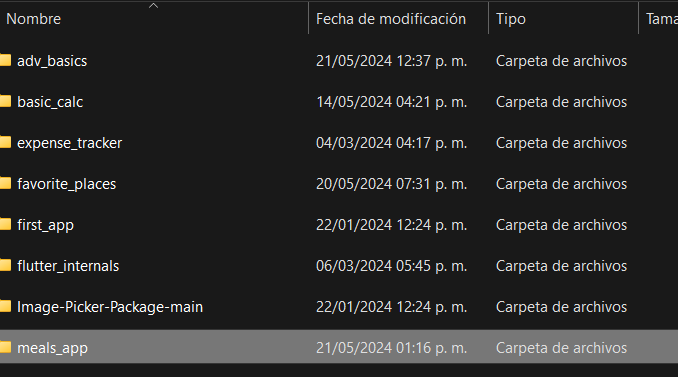 Nombre Fecha de modificación Tipo Tama
adv_basics 21/05/2024 12:37 p. m. Carpeta de archivos
basic_calc 14/05/2024 04:21 p. m. Carpeta de archivos
expense_tracker 04/03/2024 04:17 p. m. Carpeta de archivos
favorite_places 20/05/2024 07:31 p. m. Carpeta de archivos
first_app 22/01/2024 12:24 p. m. Carpeta de archivos
flutter_internals 06/03/2024 05:45 p. m. Carpeta de archivos
Image-Picker-Package-main 22/01/2024 12:24 p. m. Carpeta de archivos
meals_app 21/05/2024 01:16 p. m. Carpeta de archivos